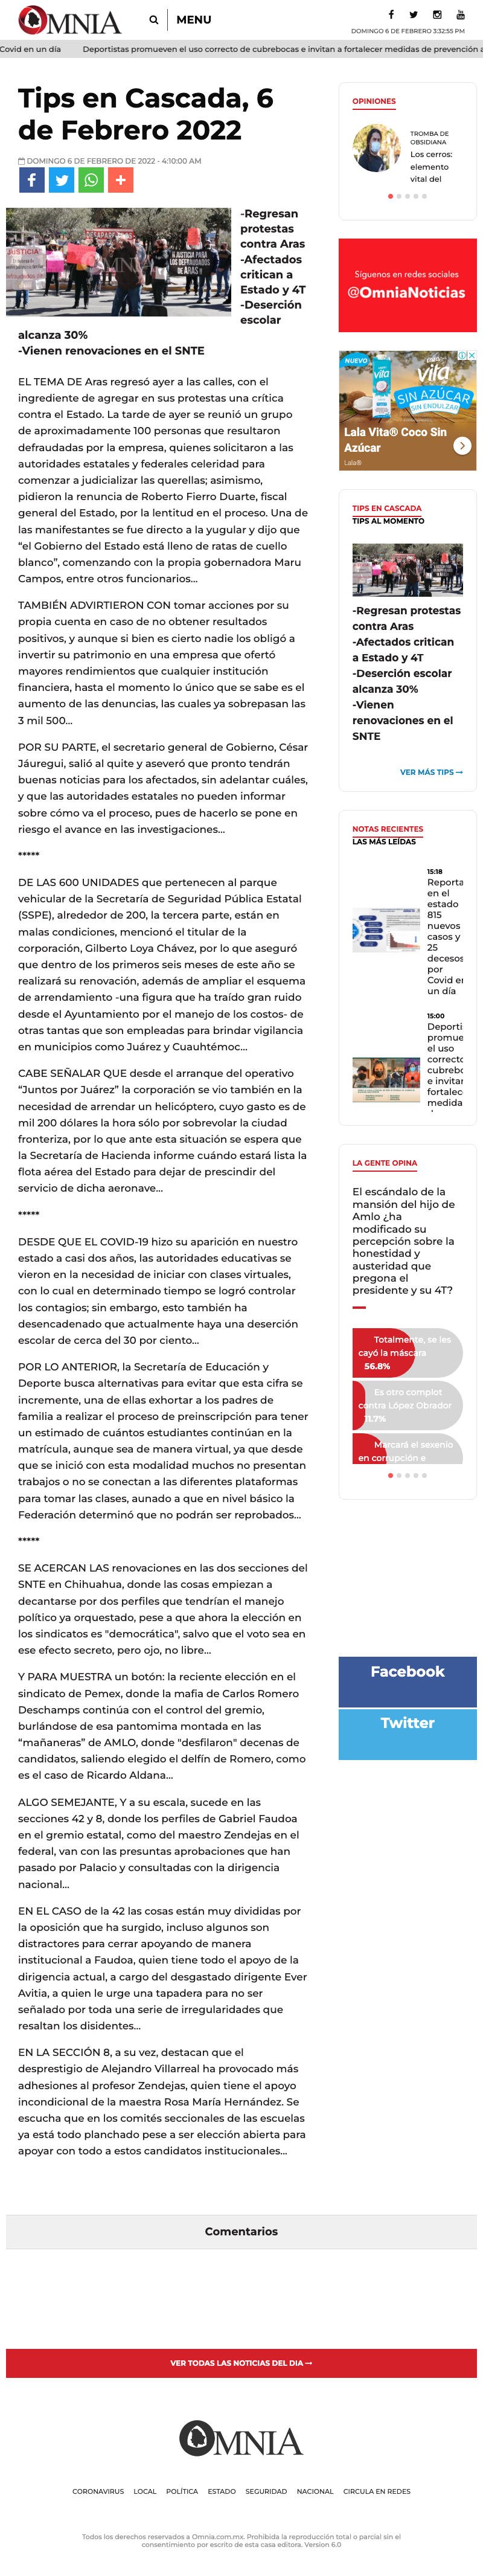 OMNIA
MENU
DOMINGO 6 DE FEBRERO 3:32:55 PM
Covid en un día
Deportistas promueven el uso correcto de cubrebocas e invitan a fortalecer medidas de prevención a
Tips en Cascada, 6
de Febrero 2022
DOMINGO 6 DE FEBRERO DE 2022 - 4:10:00 AM
-Regresan
protestas
contra Aras
-Afectados
critican a
Estado y 4T
-Deserción
escolar
alcanza 30%
-Vienen renovaciones en el SNTE
EL TEMA DE Aras regresó ayer a las calles, con el
ingrediente de agregar en sus protestas una crítica
contra el Estado. La tarde de ayer se reunió un grupo
de aproximadamente 100 personas que resultaron
defraudadas por la empresa, quienes solicitaron a las
autoridades estatales y federales celeridad para
comenzar a judicializar las querellas; asimismo,
pidieron la renuncia de Roberto Fierro Duarte, fiscal
general del Estado, por la lentitud en el proceso. Una de
las manifestantes se fue directo a la yugular y dijo que
“el Gobierno del Estado está lleno de ratas de cuello
blanco”, comenzando con la propia gobernadora Maru
Campos, entre otros funcionarios...
TAMBIÉN ADVIRTIERON CON tomar acciones por su
propia cuenta en caso de no obtener resultados
positivos, y aunque si bien es cierto nadie los obligó a
invertir su patrimonio en una empresa que ofertó
mayores rendimientos que cualquier institución
financiera, hasta el momento lo único que se sabe es el
aumento de las denuncias, las cuales ya sobrepasan las
3 mil 500...
POR SU PARTE, el secretario general de Gobierno, César
Jáuregui, salió al quite y aseveró que pronto tendrán
buenas noticias para los afectados, sin adelantar cuáles,
y que las autoridades estatales no pueden informar
sobre cómo va el proceso, pues de hacerlo se pone en
riesgo el avance en las investigaciones...
*****
DE LAS 600 UNIDADES que pertenecen al parque
vehicular de la Secretaría de Seguridad Pública Estatal
(SSPE), alrededor de 200, la tercera parte, están en
malas condiciones, mencionó el titular de la
corporación, Gilberto Loya Chávez, por lo que aseguró
que dentro de los primeros seis meses de este año se
realizará su renovación, además de ampliar el esquema
de arrendamiento -una figura que ha traído gran ruido
desde el Ayuntamiento por el manejo de los costos- de
otras tantas que son empleadas para brindar vigilancia
en municipios como Juárez y Cuauhtémoc...
CABE SEÑALAR QUE desde el arranque del operativo
“Juntos por Juárez” la corporación se vio también en la
necesidad de arrendar un helicóptero, cuyo gasto es de
mil 200 dólares la hora sólo por sobrevolar la ciudad
fronteriza, por lo que ante esta situación se espera que
la Secretaría de Hacienda informe cuándo estará lista la
flota aérea del Estado para dejar de prescindir del
servicio de dicha aeronave...
*****
DESDE QUE EL COVID-19 hizo su aparición en nuestro
estado a casi dos años, las autoridades educativas se
vieron en la necesidad de iniciar con clases virtuales,
con lo cual en determinado tiempo se logró controlar
los contagios; sin embargo, esto también ha
desencadenado que actualmente haya una deserción
escolar de cerca del 30 por ciento...
POR LO ANTERIOR, la Secretaría de Educación y
Deporte busca alternativas para evitar que esta cifra se
incremente, una de ellas exhortar a los padres de
familia a realizar el proceso de preinscripción para tener
un estimado de cuántos estudiantes continúan en la
matrícula, aunque sea de manera virtual, ya que desde
que se inició con esta modalidad muchos no presentan
trabajos o no se conectan a las diferentes plataformas
para tomar las clases, aunado a que en nivel básico la
Federación determinó que no podrán ser reprobados...
*****
SE ACERCAN LAS renovaciones en las dos secciones del
SNTE en Chihuahua, donde las cosas empiezan a
decantarse por dos perfiles que tendrían el manejo
político ya orquestado, pese a que ahora la elección en
los sindicatos es "democrática", salvo que el voto sea en
ese efecto secreto, pero ojo, no libre...
Y PARA MUESTRA un botón: la reciente elección en el
sindicato de Pemex, donde la mafia de Carlos Romero
Deschamps continúa con el control del gremio,
burlándose de esa pantomima montada en las
“mañaneras” de AMLO, donde "desfilaron" decenas de
candidatos, saliendo elegido el delfín de Romero, como
es el caso de Ricardo Aldana...
ALGO SEMEJANTE, Y a su escala, sucede en las
secciones 42 y 8, donde los perfiles de Gabriel Faudoa
en el gremio estatal, como del maestro Zendejas en el
federal, van con las presuntas aprobaciones que han
pasado por Palacio y consultadas con la dirigencia
nacional...
EN EL CASO de la 42 las cosas están muy divididas por
la oposición que ha surgido, incluso algunos son
distractores para cerrar apoyando de manera
institucional a Faudoa, quien tiene todo el apoyo de la
dirigencia actual, a cargo del desgastado dirigente Ever
Avitia, a quien le urge una tapadera para no ser
señalado por toda una serie de irregularidades que
resaltan los disidentes...
EN LA SECCIÓN 8, a su vez, destacan que el
desprestigio de Alejandro Villarreal ha provocado más
adhesiones al profesor Zendejas, quien tiene el apoyo
incondicional de la maestra Rosa María Hernández. Se
escucha que en los comités seccionales de las escuelas
ya está todo planchado pese a ser elección abierta para
apoyar con todo a estos candidatos institucionales...
OPINIONES
TROMBA DE
OBSIDIANA
Los cerros:
elemento
vital del
Síguenos en redes sociales
@OmniaNoticias
NUEVO
vita
SIN AZÚCAR
SIN ENDULZAR
Lala Vita® Coco Sin
Azúcar
Lala®
TIPS EN CASCADA
TIPS AL MOMENTO
-Regresan protestas
contra Aras
-Afectados critican
a Estado y 4T
-Deserción escolar
alcanza 30%
-Vienen
renovaciones en el
SNTE
VER MÁS TIPS
NOTAS RECIENTES
LAS MÁS LEÍDAS
15:18
Reporta
en el
estado
815
nuevos
casos y
25
decesos
por
Covid en
un día
15:00
Deporti
promue
el uso
correcto
cubrebo
e invitan
fortalece
medida
LA GENTE OPINA
El escándalo de la
mansión del hijo de
Amlo ¿ha
modificado su
percepción sobre la
honestidad y
austeridad que
pregona el
presidente y su 4T?
Totalmente, se les
cayó la máscara
56.8%
Es otro complot
contra López Obrador
11.7%
Marcará el sexenio
en corrupción e
Facebook
Twitter
Comentarios
VER TODAS LAS NOTICIAS DEL DIA
OMNIA
CORONAVIRUS LOCAL POLÍTICA ESTADO SEGURIDAD NACIONAL CIRCULA EN REDES
Todos los derechos reservados a Omnia.com.mx. Prohibida la reproducción total o parcial sin el
consentimiento por escrito de esta casa editora. Version 6.0